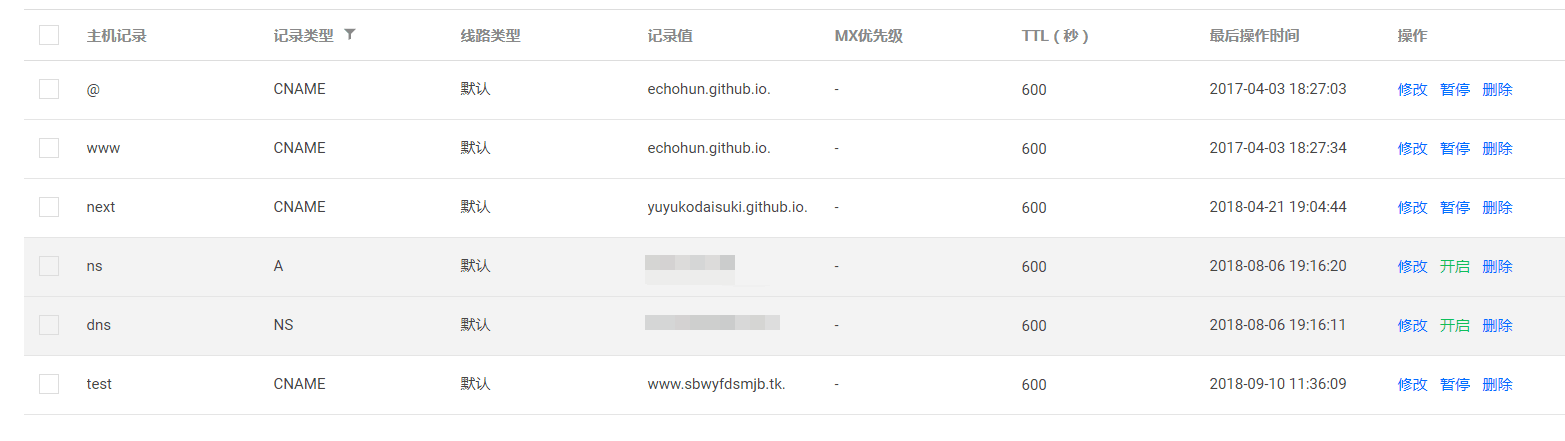 主机记录 记录类型 线路类型 记录值 MX优先级 TTL ( 秒 ) 最后操作时间 操作
@ CNAME 默认 echohun.github.io. - 600 2017-04-03 18:27:03 修改 暂停 删除
www CNAME 默认 echohun.github.io. - 600 2017-04-03 18:27:34 修改 暂停 删除
next CNAME 默认 yuyukodaisuki.github.io. - 600 2018-04-21 19:04:44 修改 暂停 删除
ns A 默认 - 600 2018-08-06 19:16:20 修改 开启 删除
dns NS 默认 - 600 2018-08-06 19:16:11 修改 开启 删除
test CNAME 默认 www.sbwyfdsmjb.tk. - 600 2018-09-10 11:36:09 修改 暂停 删除